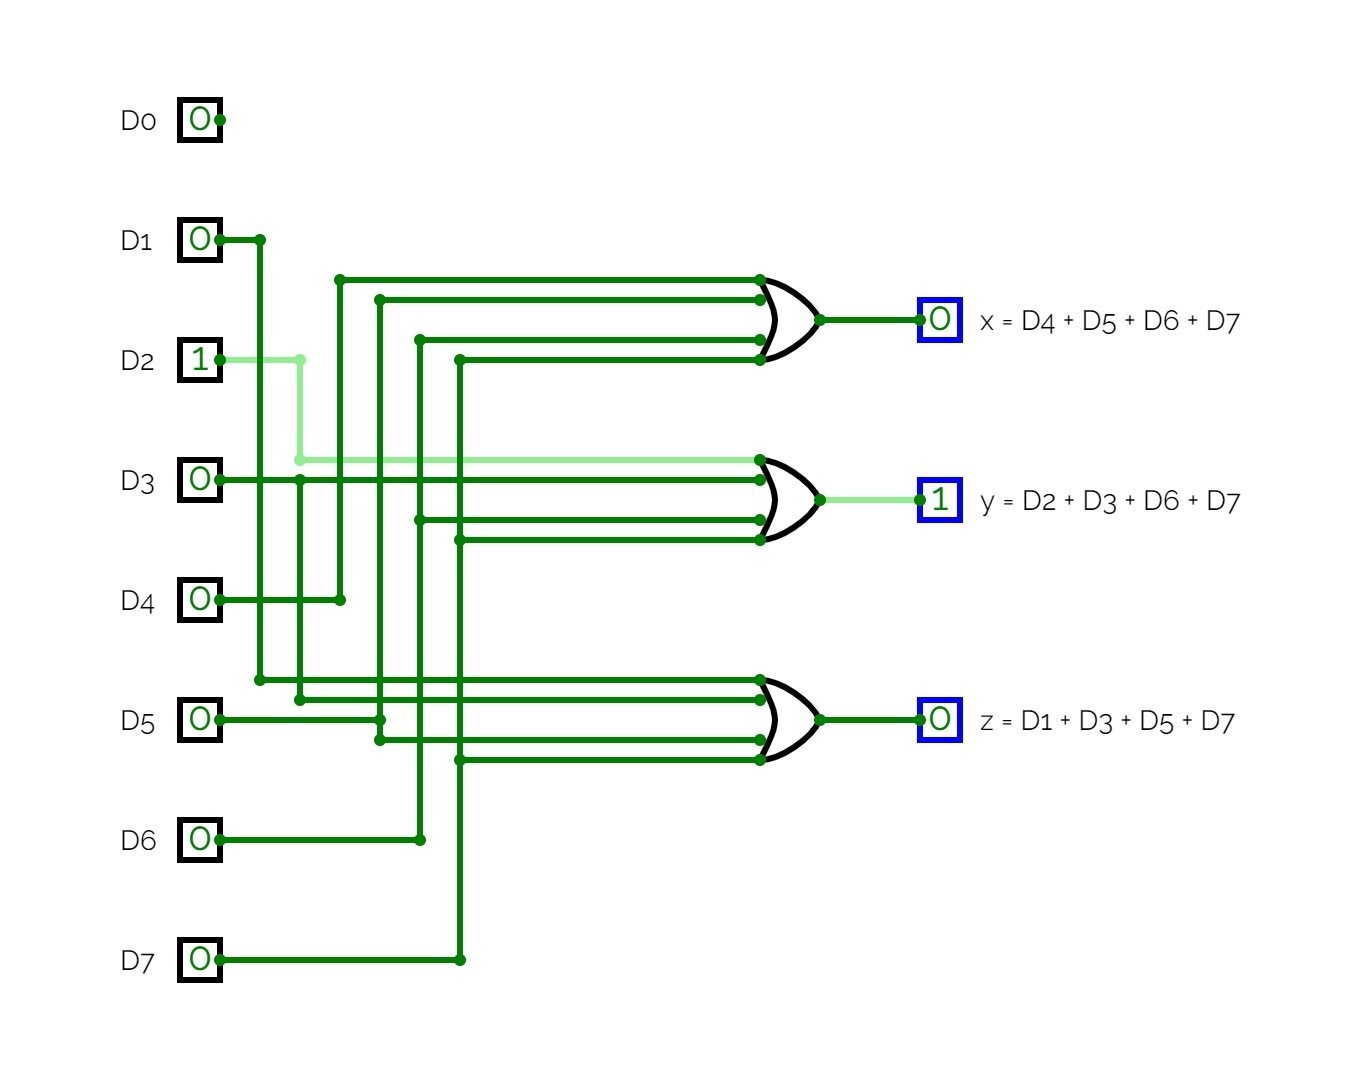 D0 0
D1 0
0 x = D4 + D5 + D6 + D7
D2 1
D3 0
1 y = D2 + D3 + D6 + D7
D4 0
D5 0
0 z = D1 + D3 + D5 + D7
D6 0
D7 0